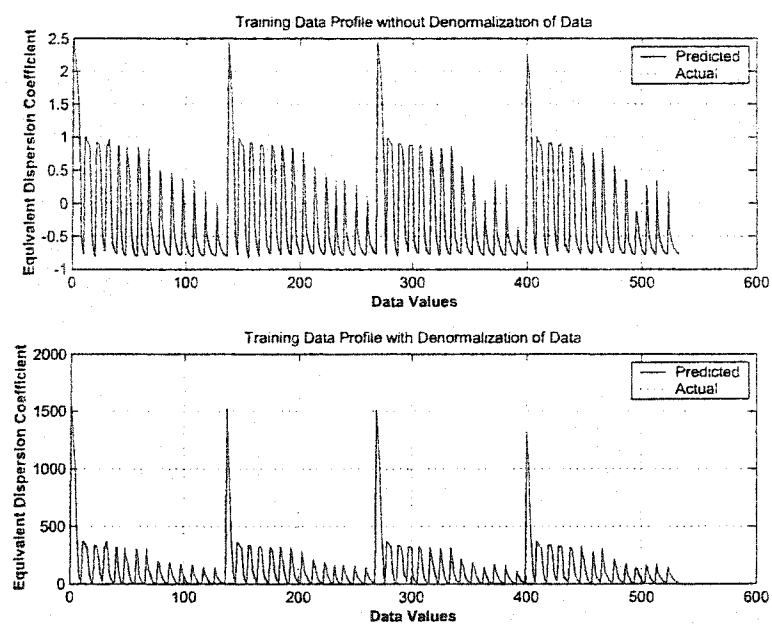 Training Data Profile without Denormalization of Data
Equivalent Dispersion Coefficient
2.5
2
1.5
1
0.5
0
-0.5
-1
Predicted
Actual
0 100 200 300 400 500 600
Data Values
Training Data Profile with Denormalization of Data
Equivalent Dispersion Coefficient
2000
1500
1000
500
0
Predicted
Actual
0 100 200 300 400 500 600
Data Values